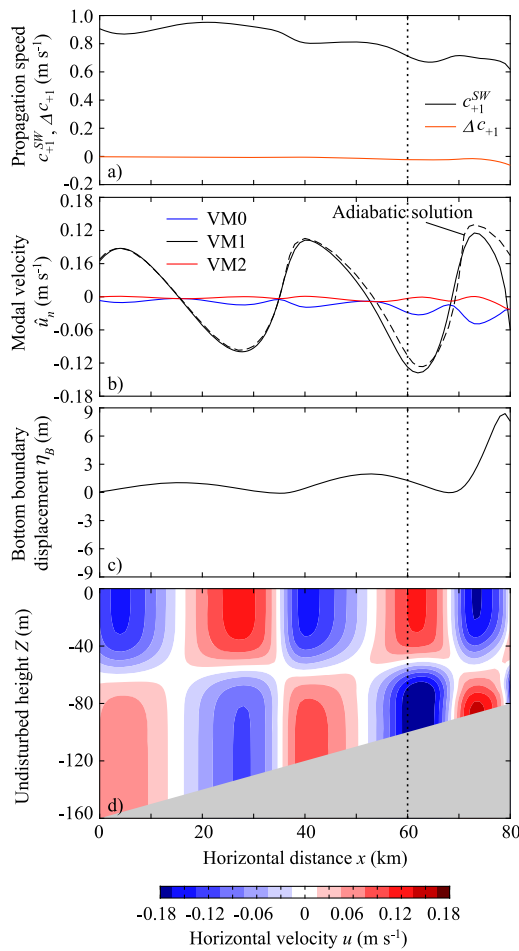 Propagation speed
c_{+1}^{SW}, Δc_{+1} (m s⁻¹)
1.0
0.8
0.6
0.4
0.2
0
-0.2
c_{+1}^{SW}
Δc_{+1}
a)
Modal velocity
û_n (m s⁻¹)
0.18
0.12
0.06
0
-0.06
-0.12
-0.18
VM0
VM1
VM2
Adiabatic solution
b)
Bottom boundary
displacement η_B (m)
9
6
3
0
-3
-6
-9
c)
Undisturbed height Z (m)
0
-40
-80
-120
-160
d)
0 20 40 60 80
Horizontal distance x (km)
-0.18 -0.12 -0.06 0 0.06 0.12 0.18
Horizontal velocity u (m s⁻¹)